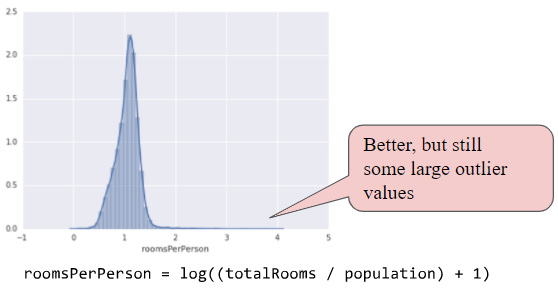 2.5
2.0
1.5
1.0
0.5
0.0
−1
0
1
2
3
4
5
roomsPerPerson
Better, but still
some large outlier
values
roomsPerPerson = log((totalRooms / population) + 1)